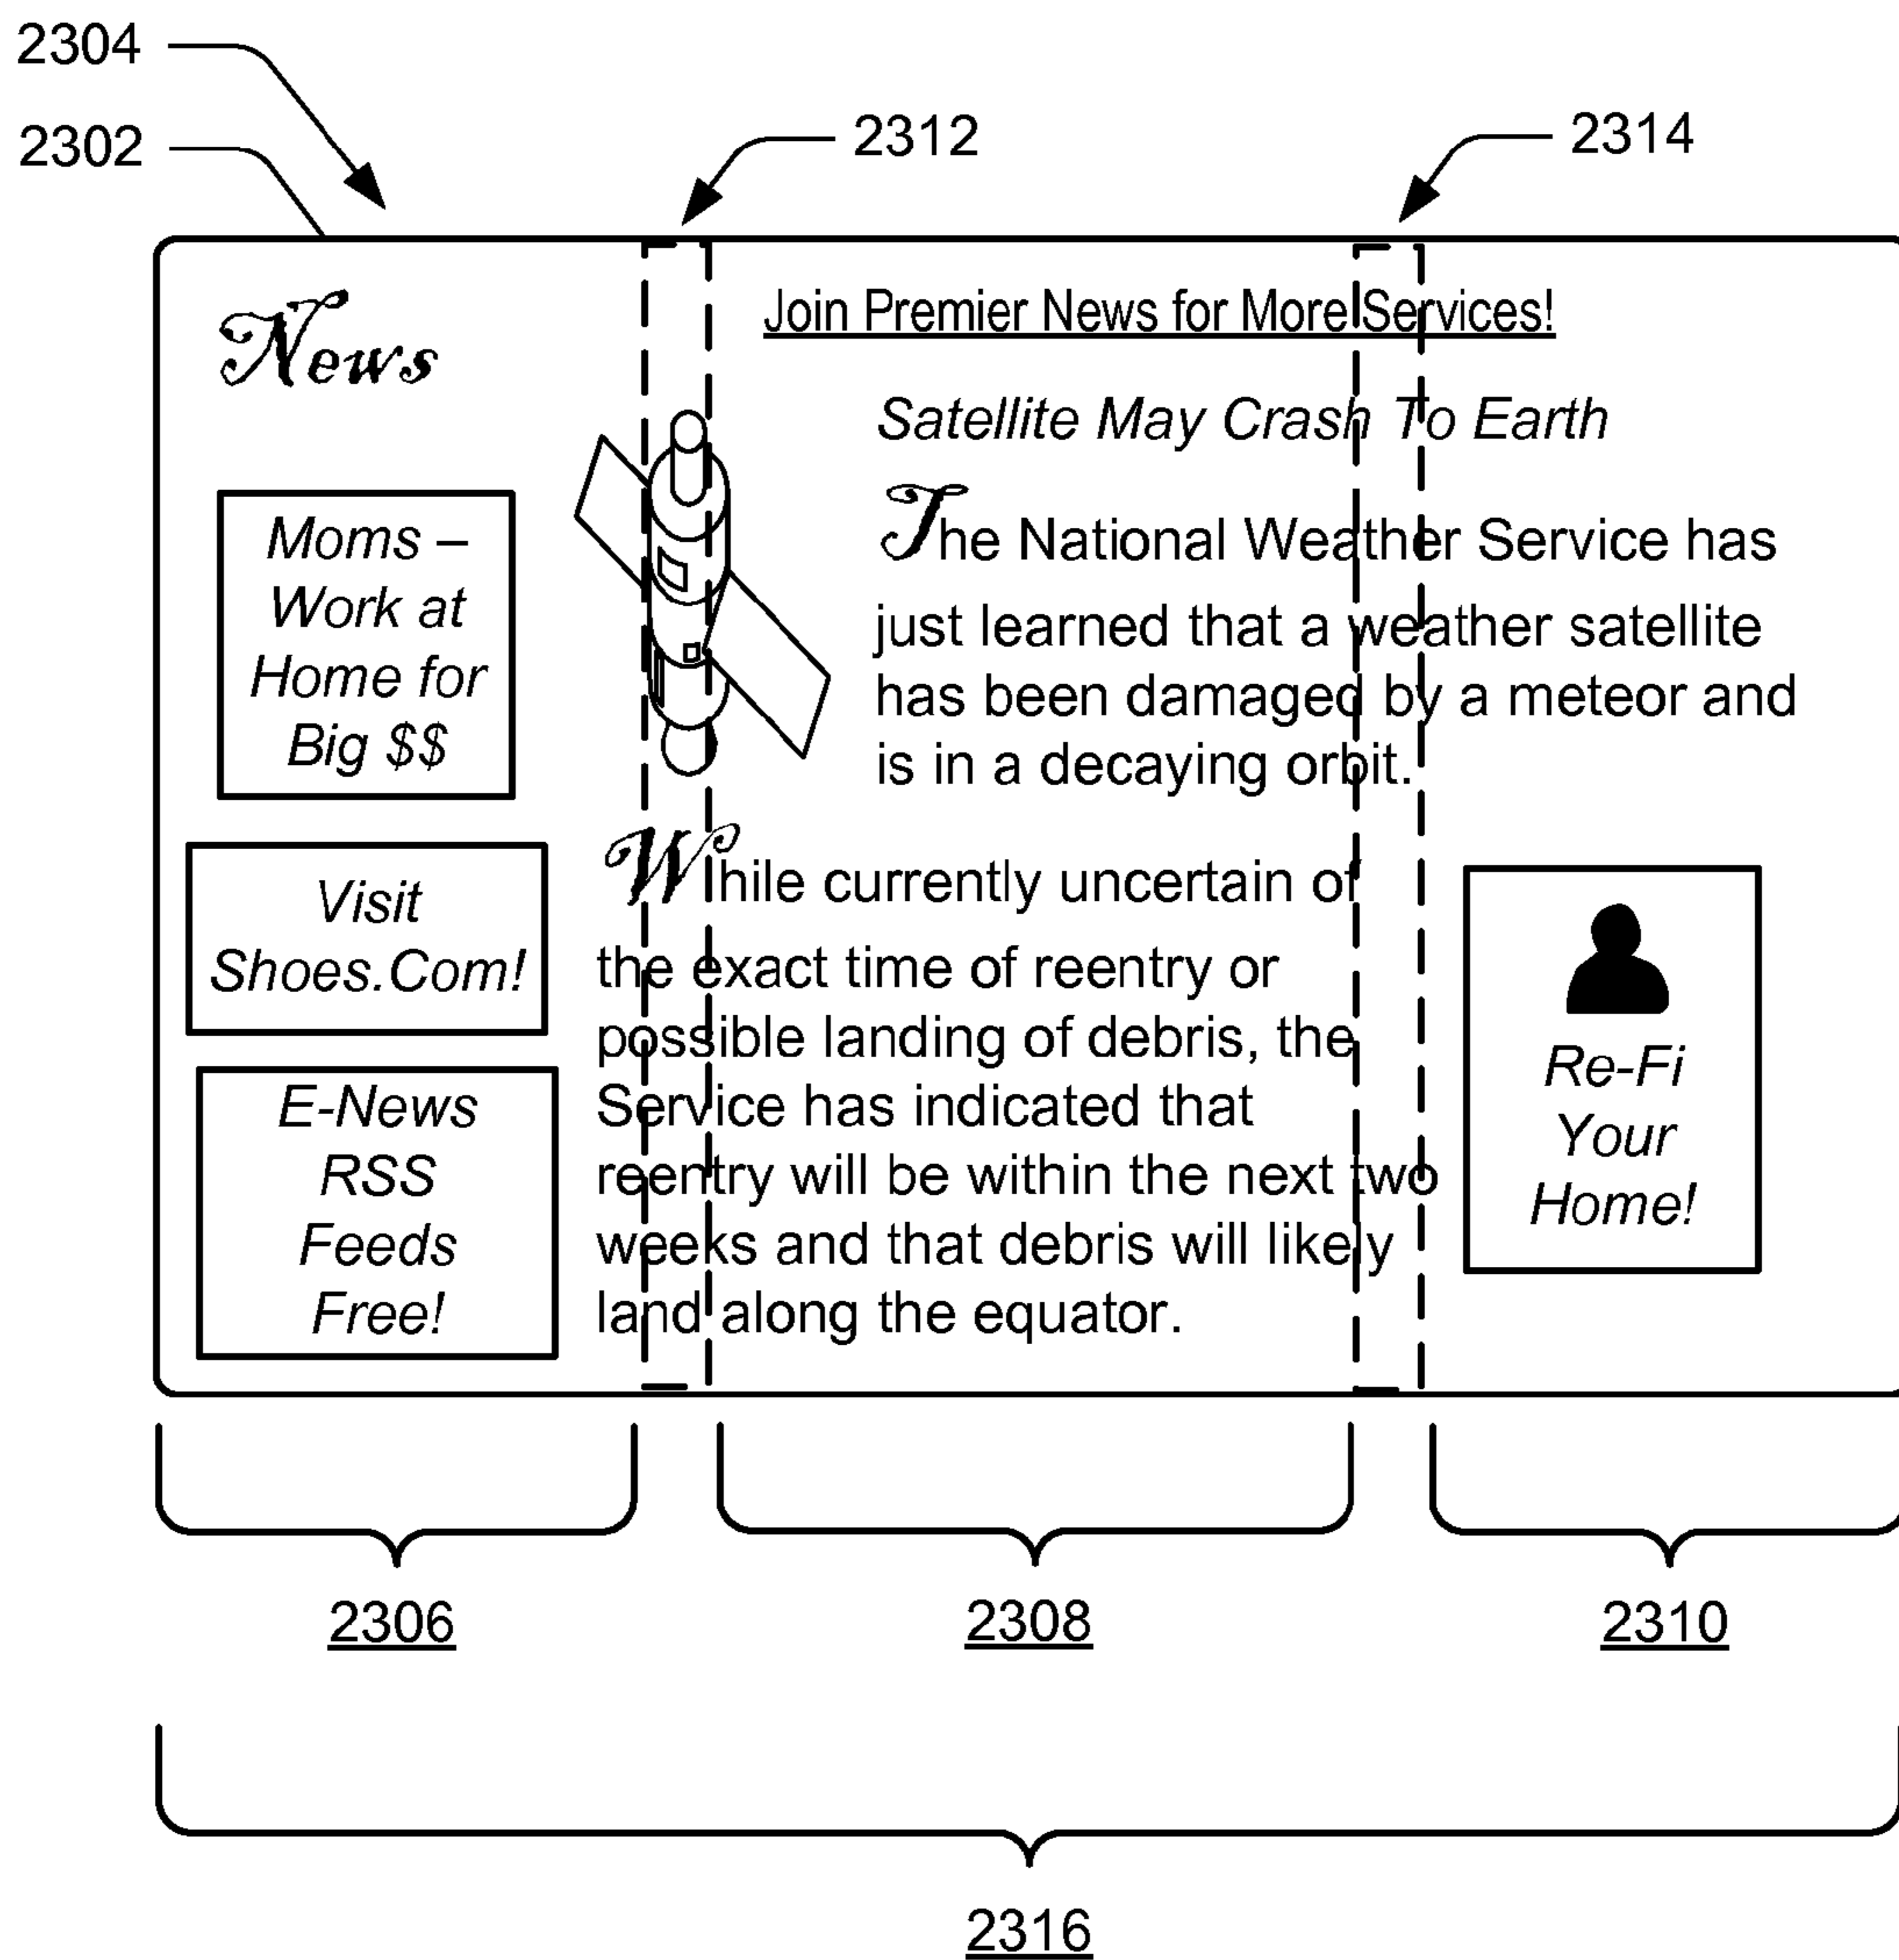 2304
2302
2312
2314
News
Join Premier News for More Services!
Satellite May Crash To Earth
The National Weather Service has
just learned that a weather satellite
has been damaged by a meteor and
is in a decaying orbit.
Moms –
Work at
Home for
Big $$
Visit
Shoes.Com!
E-News
RSS
Feeds
Free!
While currently uncertain of
the exact time of reentry or
possible landing of debris, the
Service has indicated that
reentry will be within the next two
weeks and that debris will likely
land along the equator.
Re-Fi
Your
Home!
2306
2308
2310
2316